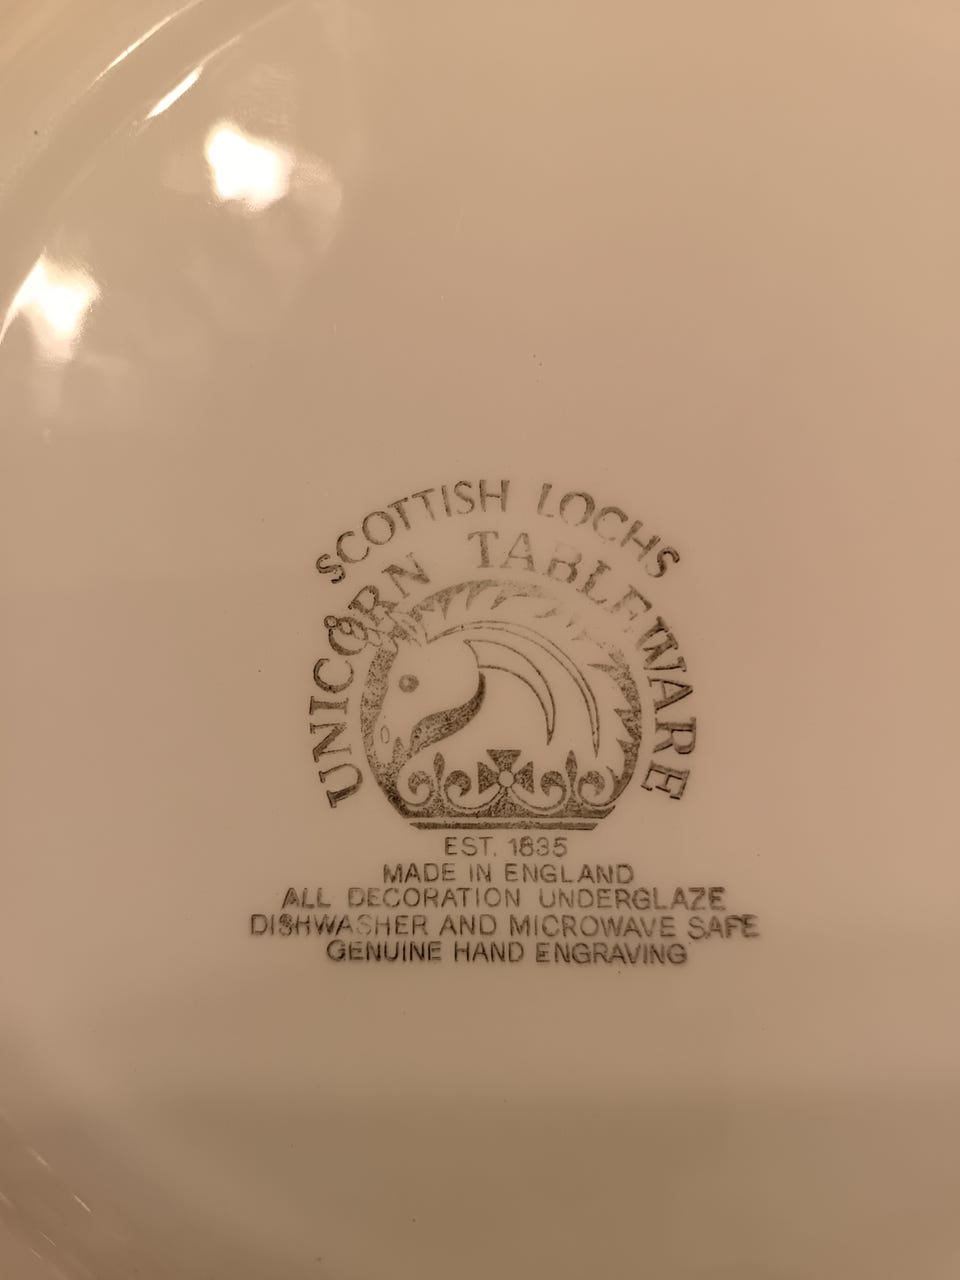 SCOTTISH LOCHS
UNICORN TABLEWARE
EST. 1835
MADE IN ENGLAND
ALL DECORATION UNDERGLAZE
DISHWASHER AND MICROWAVE SAFE
GENUINE HAND ENGRAVING